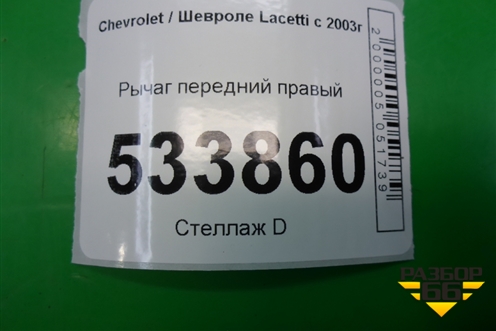 Chevrolet / Шевроле Lacetti с 2003г
Рычаг передний правый
533860
Стеллаж D
2000005051739
РАЗБОР
66